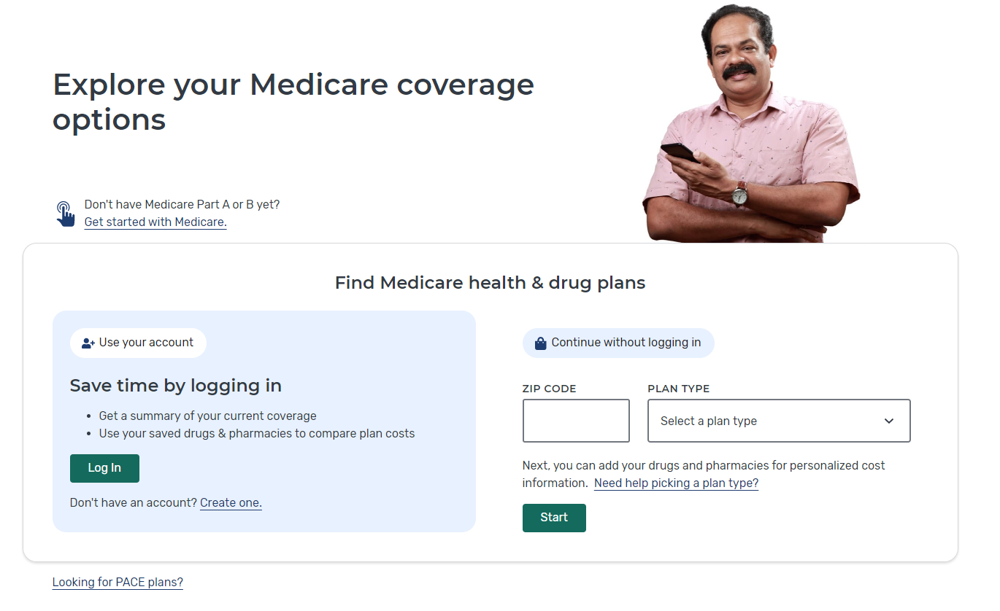 Explore your Medicare coverage
options
Don't have Medicare Part A or B yet?
Get started with Medicare.
Find Medicare health & drug plans
Use your account
Save time by logging in
Get a summary of your current coverage
Use your saved drugs & pharmacies to compare plan costs
Log In
Don't have an account? Create one.
Continue without logging in
ZIP CODE
PLAN TYPE
Select a plan type
Next, you can add your drugs and pharmacies for personalized cost
information. Need help picking a plan type?
Start
Looking for PACE plans?